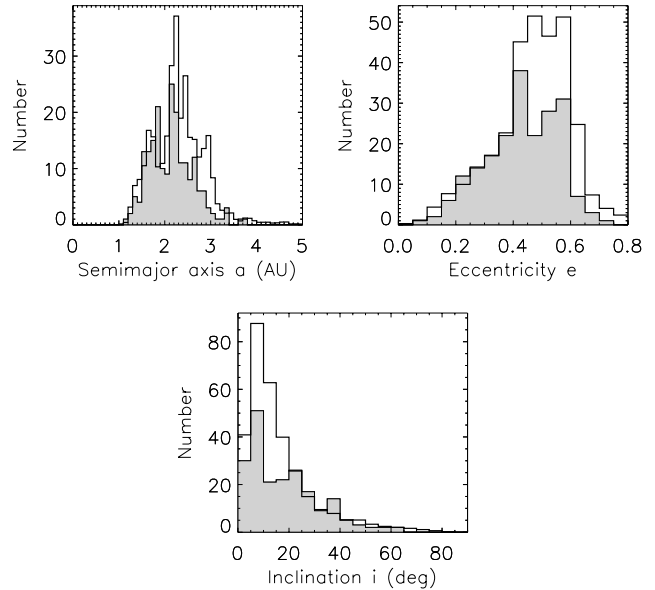 Number
30
20
10
0
0 1 2 3 4 5
Semimajor axis a (AU)
Number
50
40
30
20
10
0
0.0 0.2 0.4 0.6 0.8
Eccentricity e
Number
80
60
40
20
0
0 20 40 60 80
Inclination i (deg)